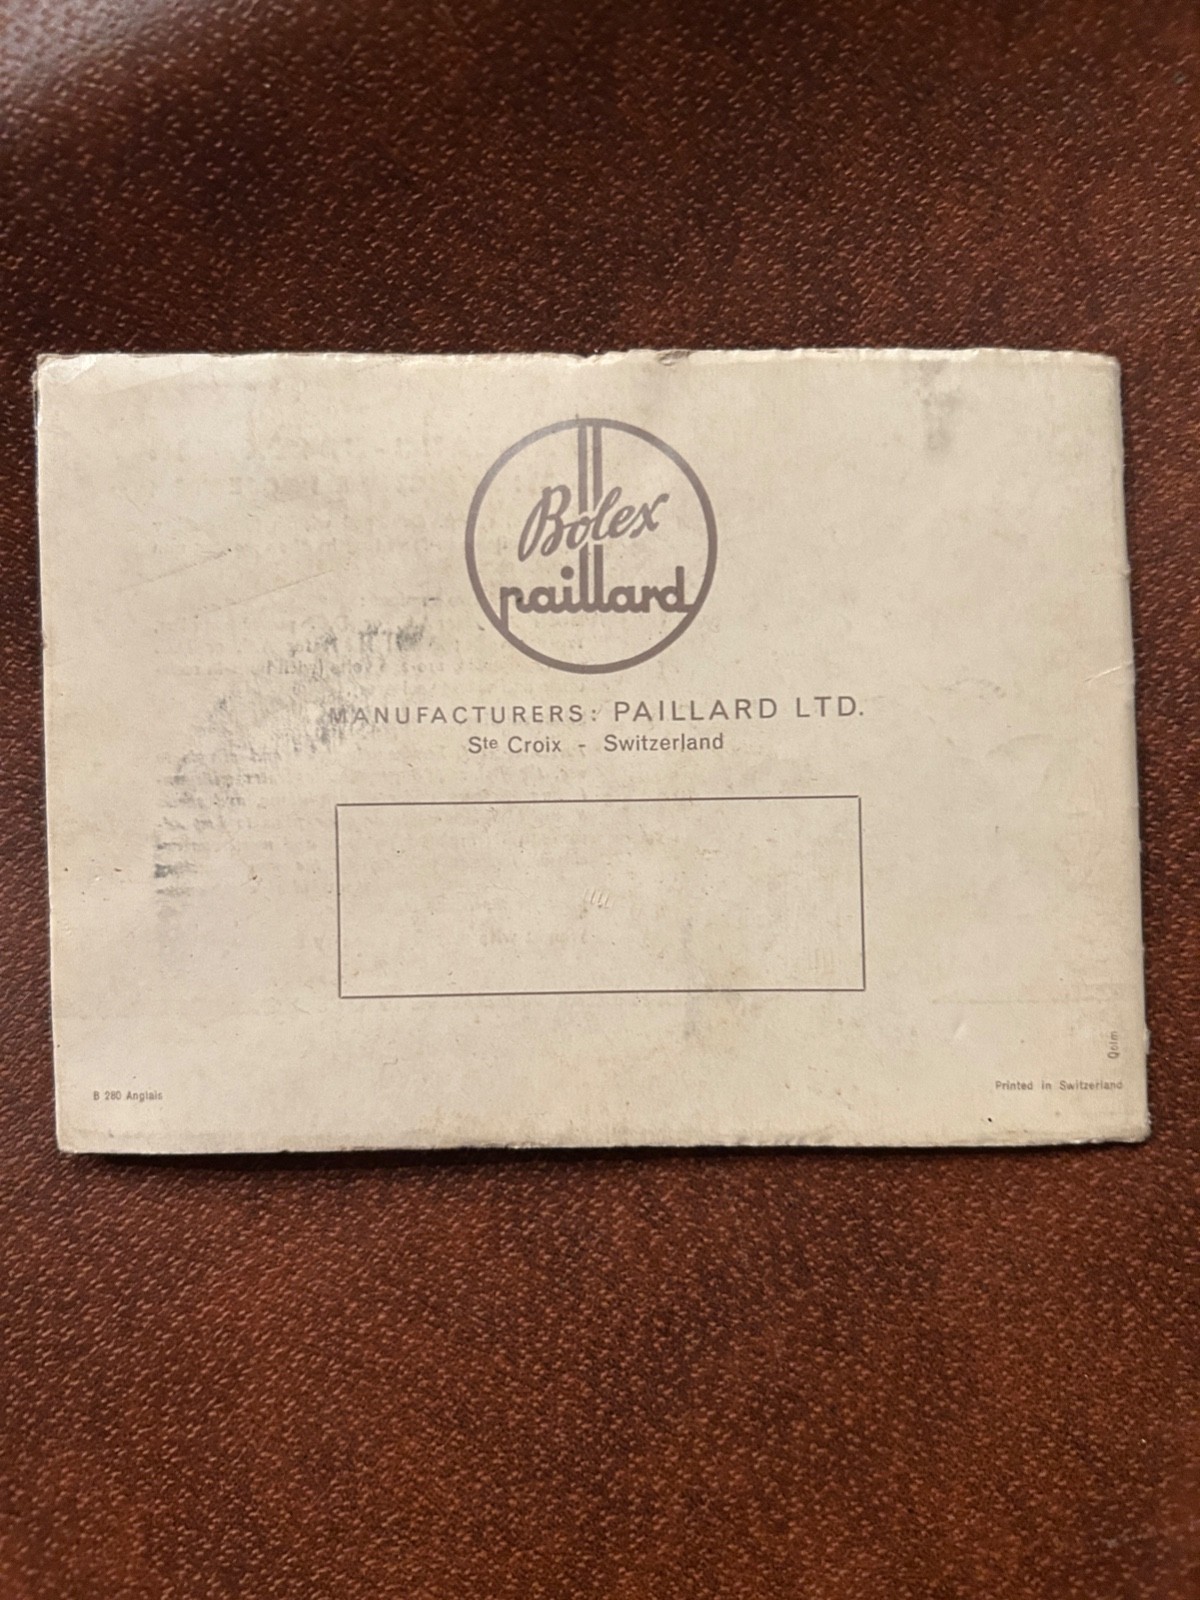 Bolex
paillard
MANUFACTURERS: PAILLARD LTD.
Ste Croix - Switzerland
B 280 Anglais
Printed in Switzerland